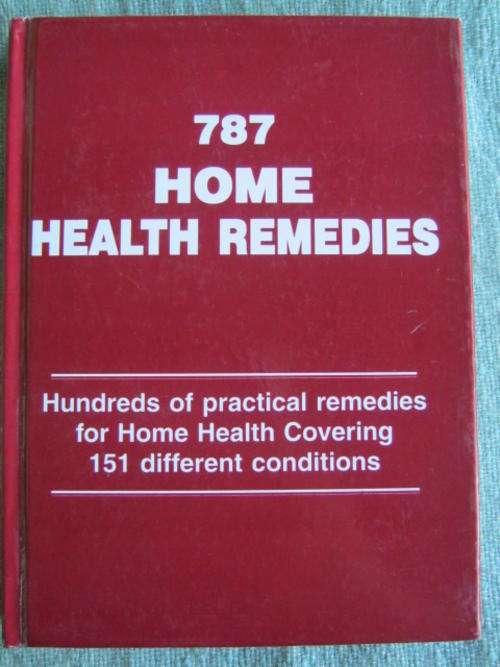 787
HOME
HEALTH REMEDIES
Hundreds of practical remedies
for Home Health Covering
151 different conditions